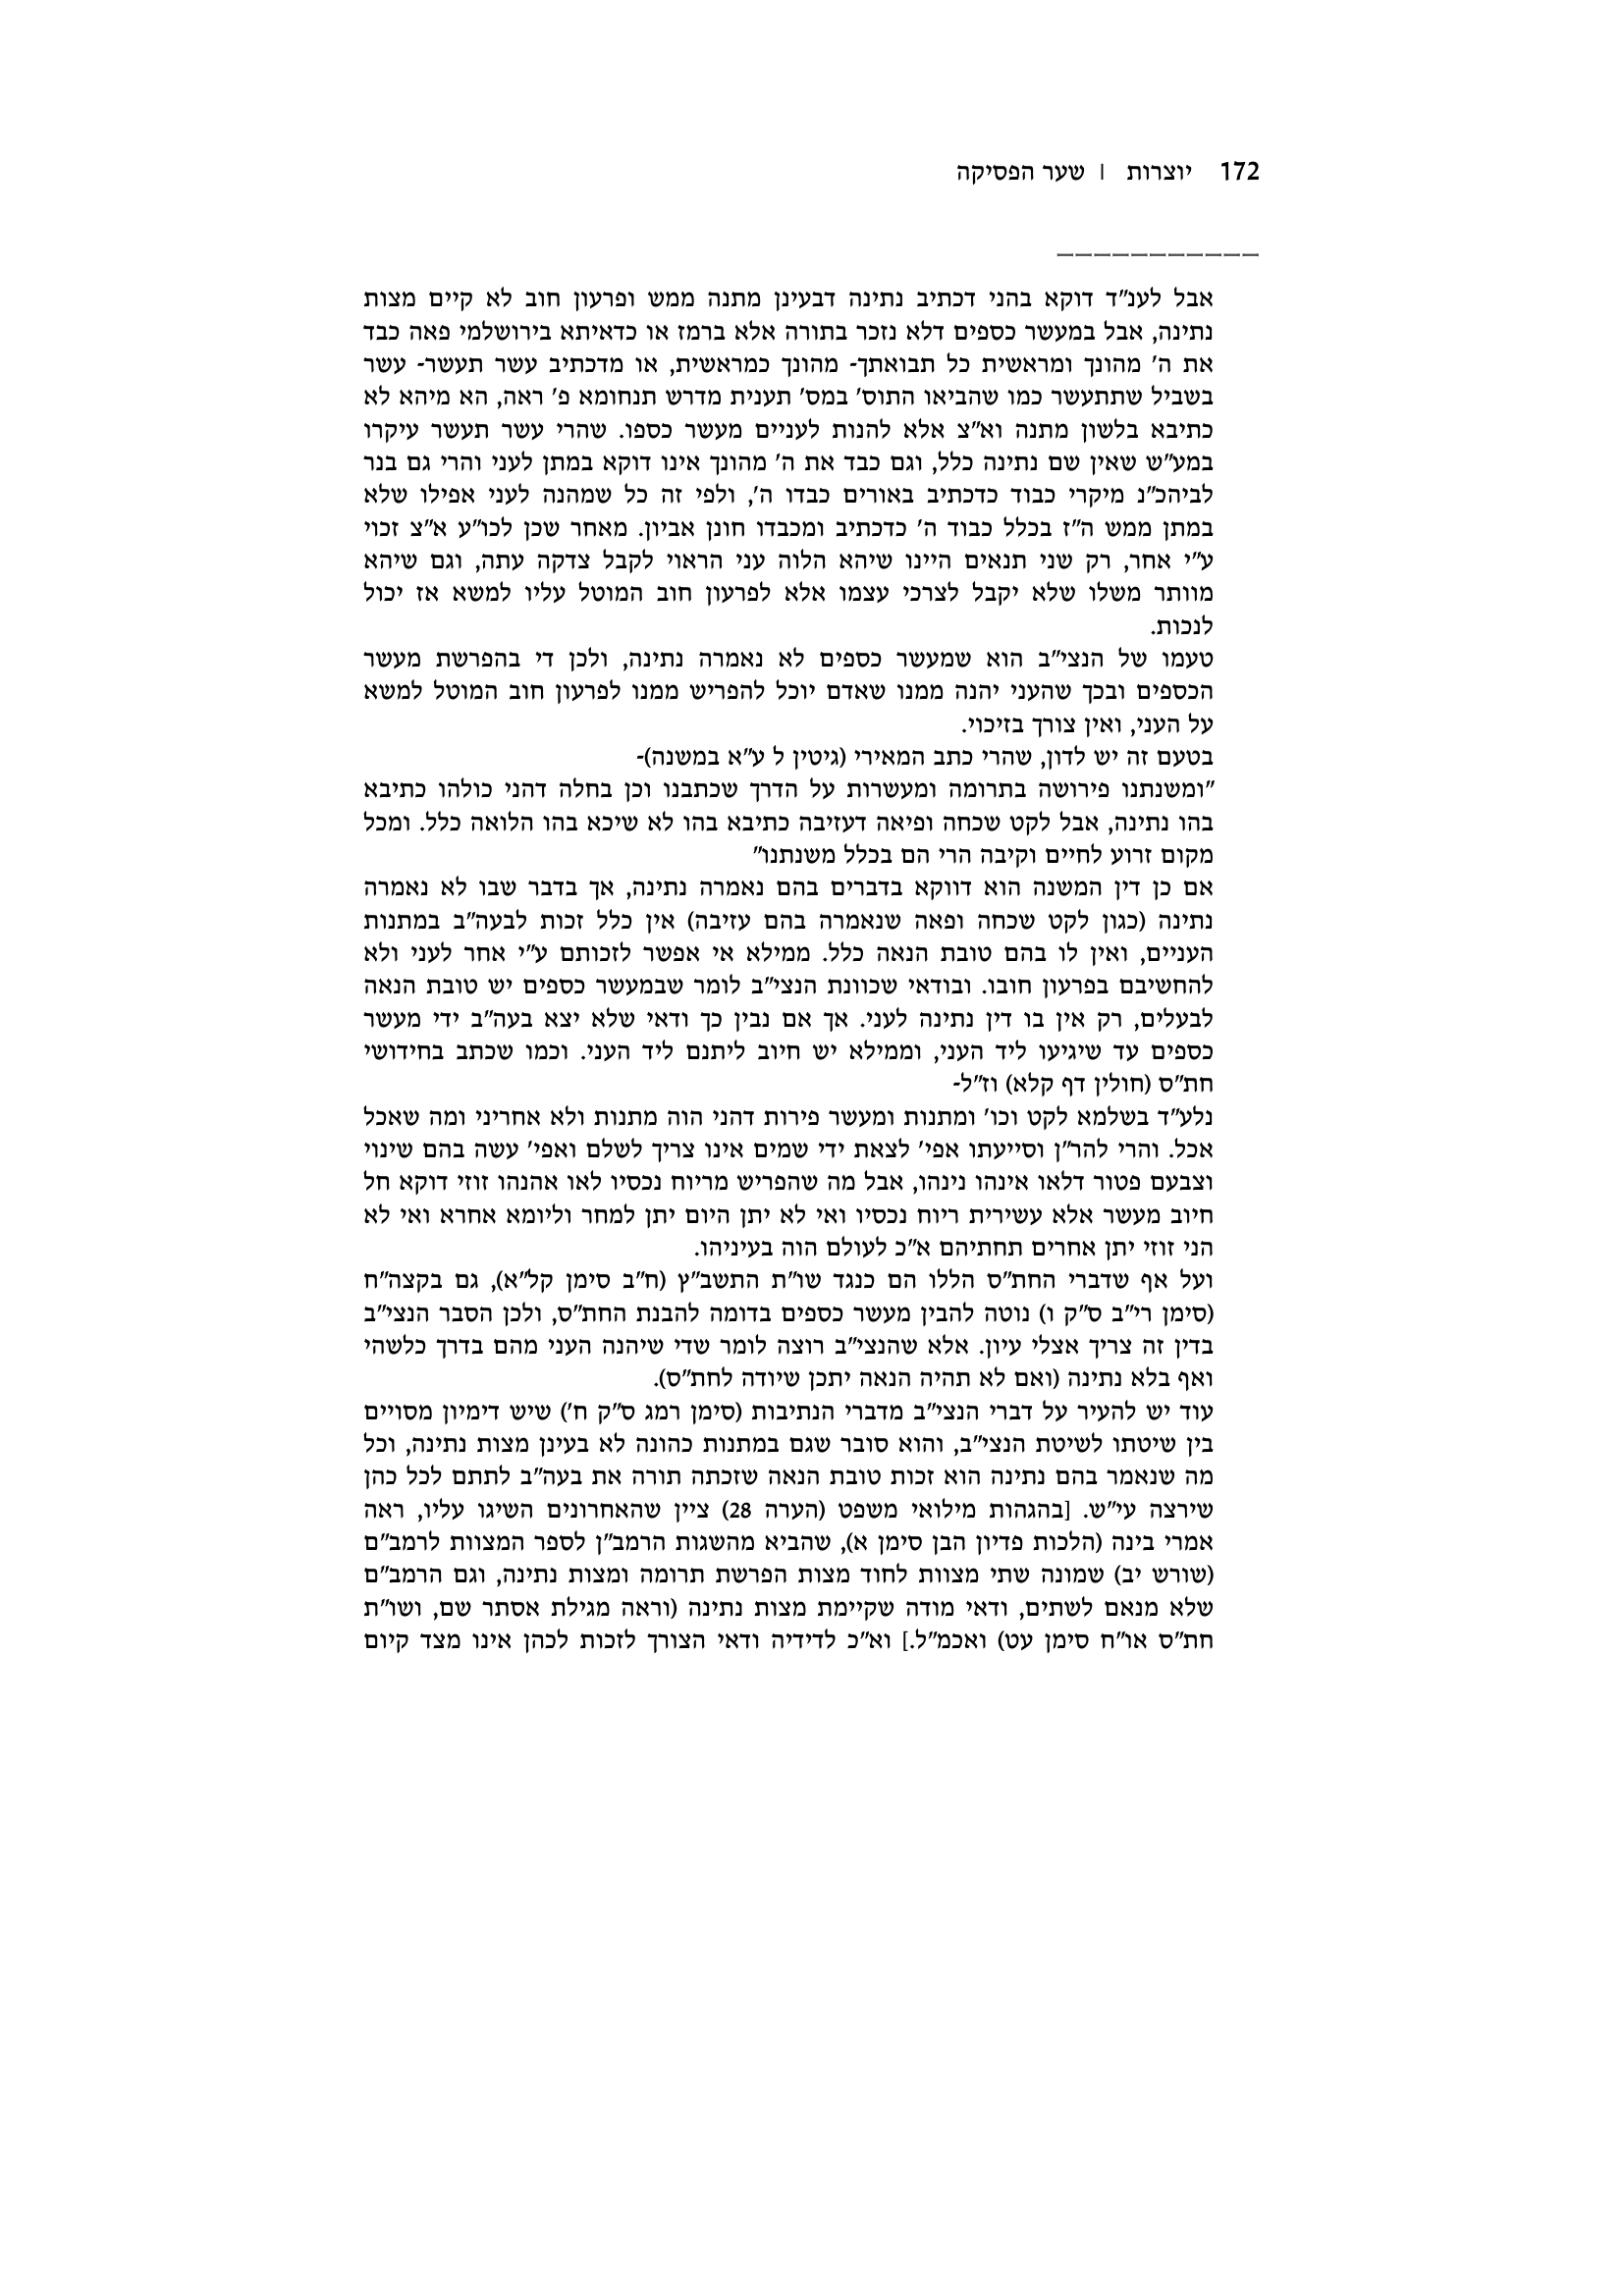 172 יוצרות | שער הפסיקה
אבל לענ"ד דוקא בהני דכתיב נתינה דבעינן מתנה ממש ופרעון חוב לא קיים מצות
נתינה, אבל במעשר כספים דלא נזכר בתורה אלא ברמז או כדאיתא בירושלמי פאה כבד
את ה' מהונך ומראשית כל תבואתך- מהונך כמראשית, או מדכתיב עשר תעשר- עשר
בשביל שתתעשר כמו שהביאו התוס' במס' תענית מדרש תנחומא פ' ראה, הא מיהא לא
כתיבא בלשון מתנה וא"צ אלא להנות לעניים מעשר כספו. שהרי עשר תעשר עיקרו
במע"ש שאין שם נתינה כלל, וגם כבד את ה' מהונך אינו דוקא במתן לעני והרי גם בנר
לביהכ"נ מיקרי כבוד כדכתיב באורים כבדו ה', ולפי זה כל שמהנה לעני אפילו שלא
במתן ממש ה"ז בכלל כבוד ה' כדכתיב ומכבדו חונן אביון. מאחר שכן לכו"ע א"צ זכוי
ע"י אחר, רק שני תנאים היינו שיהא הלוה עני הראוי לקבל צדקה עתה, וגם שיהא
מוותר משלו שלא יקבל לצרכי עצמו אלא לפרעון חוב המוטל עליו למשא אז יכול
לנכות.
טעמו של הנצי"ב הוא שמעשר כספים לא נאמרה נתינה, ולכן די בהפרשת מעשר
הכספים ובכך שהעני יהנה ממנו שאדם יוכל להפריש ממנו לפרעון חוב המוטל למשא
על העני, ואין צורך בזיכוי.
בטעם זה יש לדון, שהרי כתב המאירי (גיטין ל ע"א במשנה)-
"ומשנתנו פירושה בתרומה ומעשרות על הדרך שכתבנו וכן בחלה דהני כולהו כתיבא
בהו נתינה, אבל לקט שכחה ופיאה דעזיבה כתיבא בהו לא שיכא בהו הלואה כלל. ומכל
מקום זרוע לחיים וקיבה הרי הם בכלל משנתנו"
אם כן דין המשנה הוא דווקא בדברים בהם נאמרה נתינה, אך בדבר שבו לא נאמרה
נתינה (כגון לקט שכחה ופאה שנאמרה בהם עזיבה) אין כלל זכות לבעה"ב במתנות
העניים, ואין לו בהם טובת הנאה כלל. ממילא אי אפשר לזכותם ע"י אחר לעני ולא
להחשיבם בפרעון חובו. ובודאי שכוונת הנצי"ב לומר שבמעשר כספים יש טובת הנאה
לבעלים, רק אין בו דין נתינה לעני. אך אם נבין כך ודאי שלא יצא בעה"ב ידי מעשר
כספים עד שיגיעו ליד העני, וממילא יש חיוב ליתנם ליד העני. וכמו שכתב בחידושי
חת"ס (חולין דף קלא) וז"ל-
נלע"ד בשלמא לקט וכו' ומתנות ומעשר פירות דהני הוה מתנות ולא אחריני ומה שאכל
אכל. והרי להר"ן וסייעתו אפי' לצאת ידי שמים אינו צריך לשלם ואפי' עשה בהם שינוי
וצבעם פטור דלאו אינהו נינהו, אבל מה שהפריש מריוח נכסיו לאו אהנהו זוזי דוקא חל
חיוב מעשר אלא עשירית ריוח נכסיו ואי לא יתן היום יתן למחר וליומא אחרא ואי לא
הני זוזי יתן אחרים תחתיהם א"כ לעולם הוה בעיניהו.
ועל אף שדברי החת"ס הללו הם כנגד שו"ת התשב"ץ (ח"ב סימן קל"א), גם בקצה"ח
(סימן רי"ב ס"ק ו) נוטה להבין מעשר כספים בדומה להבנת החת"ס, ולכן הסבר הנצי"ב
בדין זה צריך אצלי עיון. אלא שהנצי"ב רוצה לומר שדי שיהנה העני מהם בדרך כלשהי
ואף בלא נתינה (ואם לא תהיה הנאה יתכן שיודה לחת"ס).
עוד יש להעיר על דברי הנצי"ב מדברי הנתיבות (סימן רמג ס"ק ח') שיש דימיון מסויים
בין שיטתו לשיטת הנצי"ב, והוא סובר שגם במתנות כהונה לא בעינן מצות נתינה, וכל
מה שנאמר בהם נתינה הוא זכות טובת הנאה שזכתה תורה את בעה"ב לתתם לכל כהן
שירצה עי"ש. [בהגהות מילואי משפט (הערה 28) ציין שהאחרונים השיגו עליו, ראה
אמרי בינה (הלכות פדיון הבן סימן א), שהביא מהשגות הרמב"ן לספר המצוות לרמב"ם
(שורש יב) שמונה שתי מצוות לחוד מצות הפרשת תרומה ומצות נתינה, וגם הרמב"ם
שלא מנאם לשתים, ודאי מודה שקיימת מצות נתינה (וראה מגילת אסתר שם, ושו"ת
חת"ס או"ח סימן עט) ואכמ"ל.] וא"כ לדידיה ודאי הצורך לזכות לכהן אינו מצד קיום